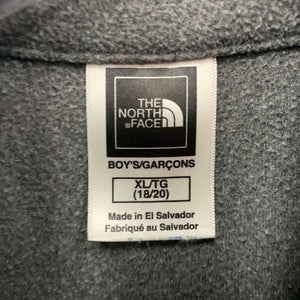 THE
NORTH
FACE
BOY'S/GARÇONS
XL/TG
(18/20)
Made in El Salvador
Fabriqué au Salvador